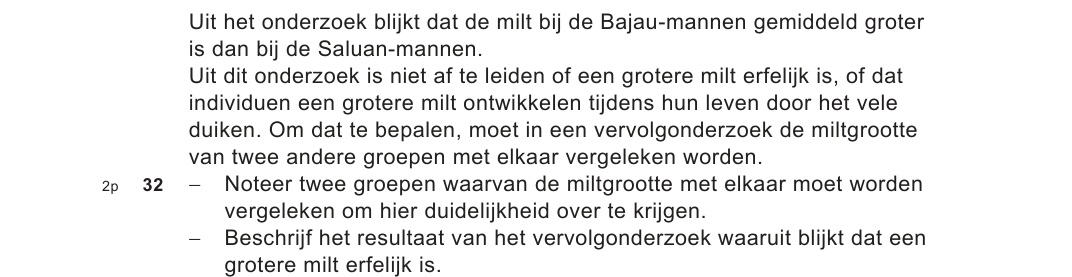 Uit het onderzoek blijkt dat de milt bij de Bajau-mannen gemiddeld groter
is dan bij de Saluan-mannen.
Uit dit onderzoek is niet af te leiden of een grotere milt erfelijk is, of dat
individuen een grotere milt ontwikkelen tijdens hun leven door het vele
duiken. Om dat te bepalen, moet in een vervolgonderzoek de miltgrootte
van twee andere groepen met elkaar vergeleken worden.
2p 32 – Noteer twee groepen waarvan de miltgrootte met elkaar moet worden
vergeleken om hier duidelijkheid over te krijgen.
– Beschrijf het resultaat van het vervolgonderzoek waaruit blijkt dat een
grotere milt erfelijk is.